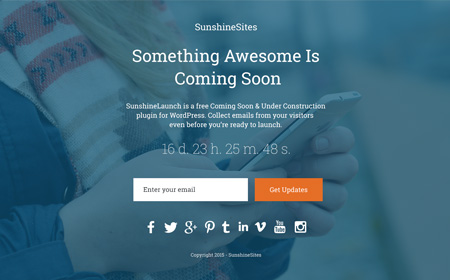 SunshineSites
Something Awesome Is
Coming Soon
SunshineLaunch is a free Coming Soon & Under Construction
plugin for WordPress. Collect emails from your visitors
even before you're ready to launch.
16 d. 23 h. 25 m. 48 s.
Enter your email
Get Updates
You Tube
Copyright 2015 - SunshineSites